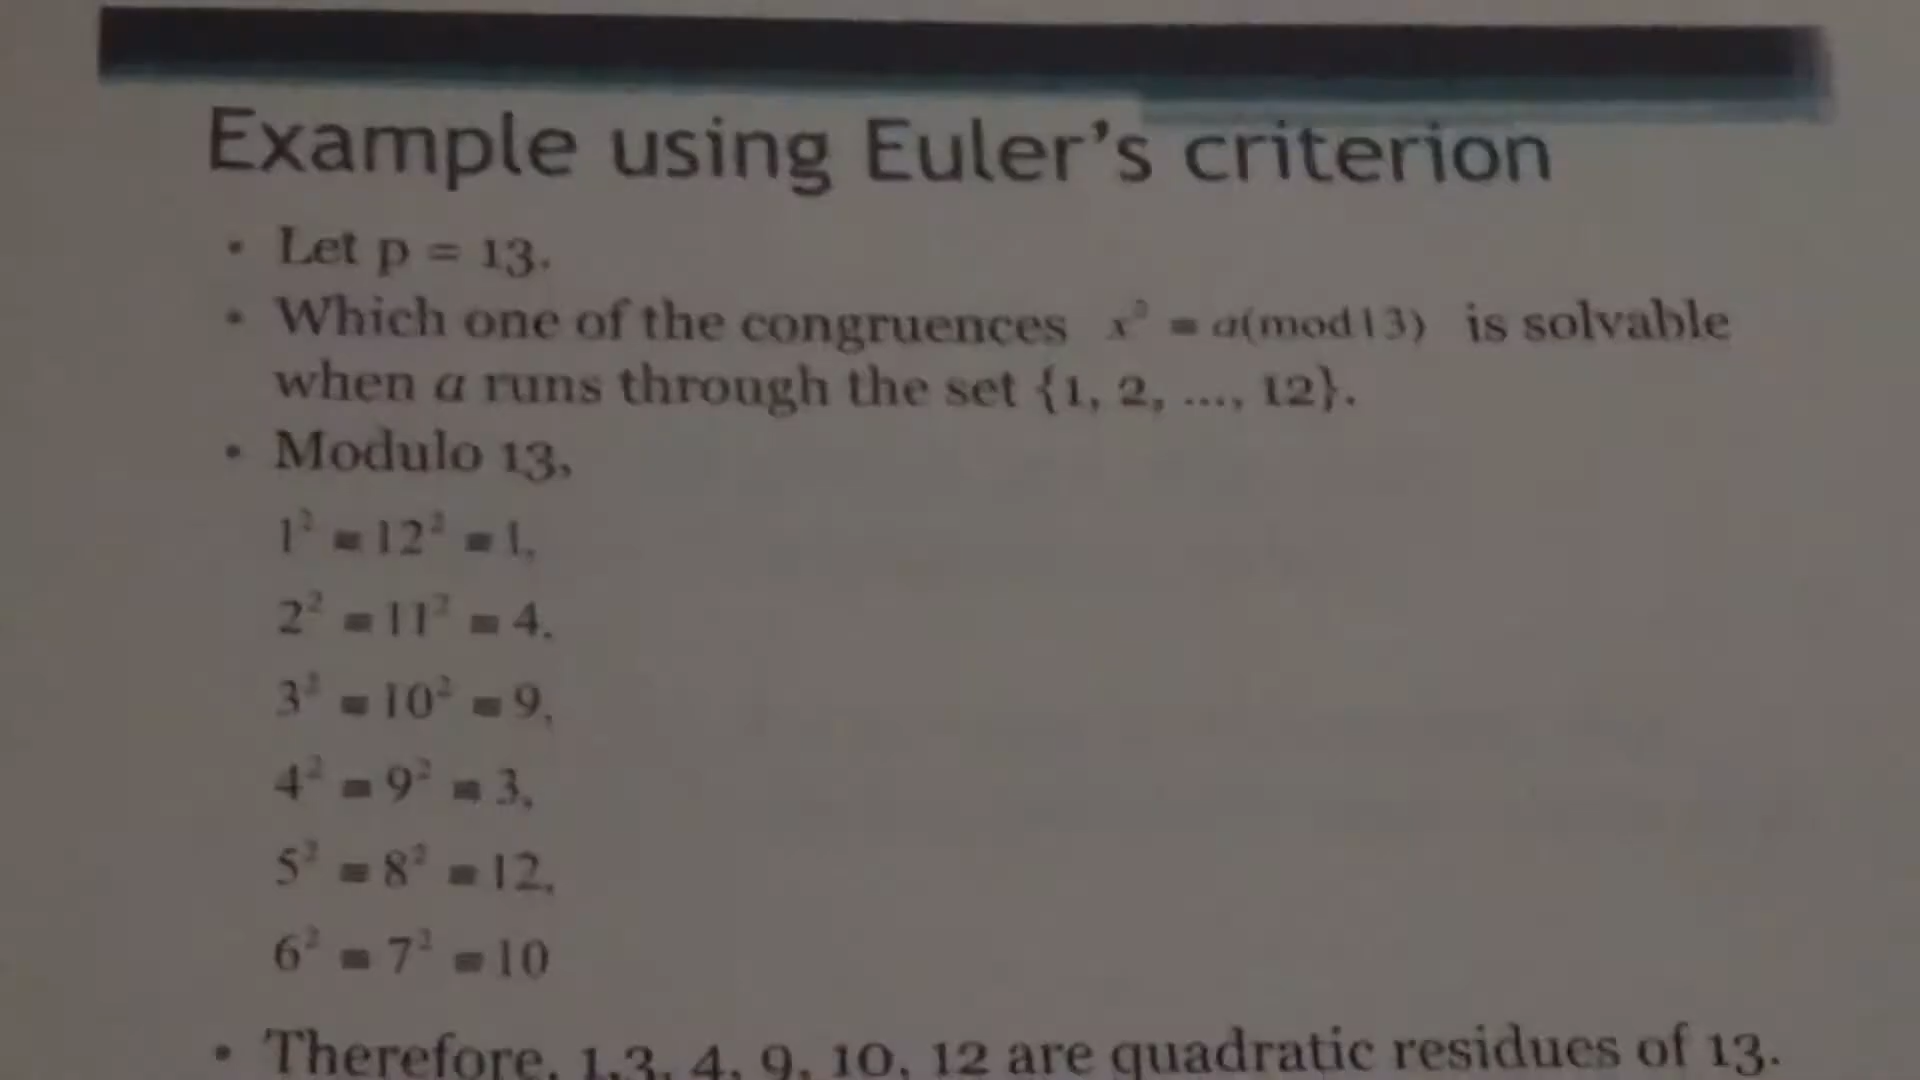 Example using Euler's criterion
• Let p = 13.
• Which one of the congruences x² ≡ a(mod13) is solvable
when a runs through the set {1, 2, ..., 12}.
• Modulo 13,
1² ≡ 12² ≡ 1,
2² ≡ 11² ≡ 4,
3² ≡ 10² ≡ 9,
4² ≡ 9² ≡ 3,
5² ≡ 8² ≡ 12,
6² ≡ 7² ≡ 10
• Therefore, 1,3, 4, 9, 10, 12 are quadratic residues of 13.